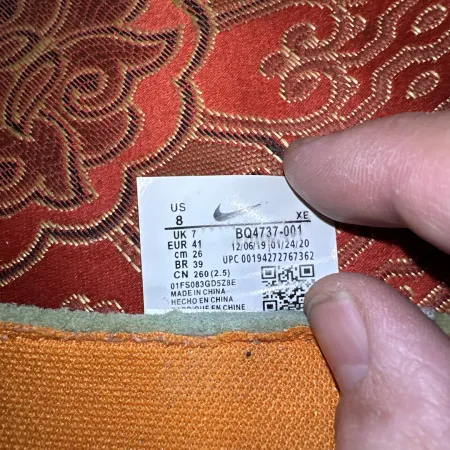 US
8 XE
UK 7 BQ4737-001
EUR 41 12/06/19 01/24/20
cm 26 UPC 00194272767362
BR 39
CN 260 (2.5)
01FS083GD5Z8E
MADE IN CHINA
HECHO EN CHINA
FABRIQUE EN CHINE